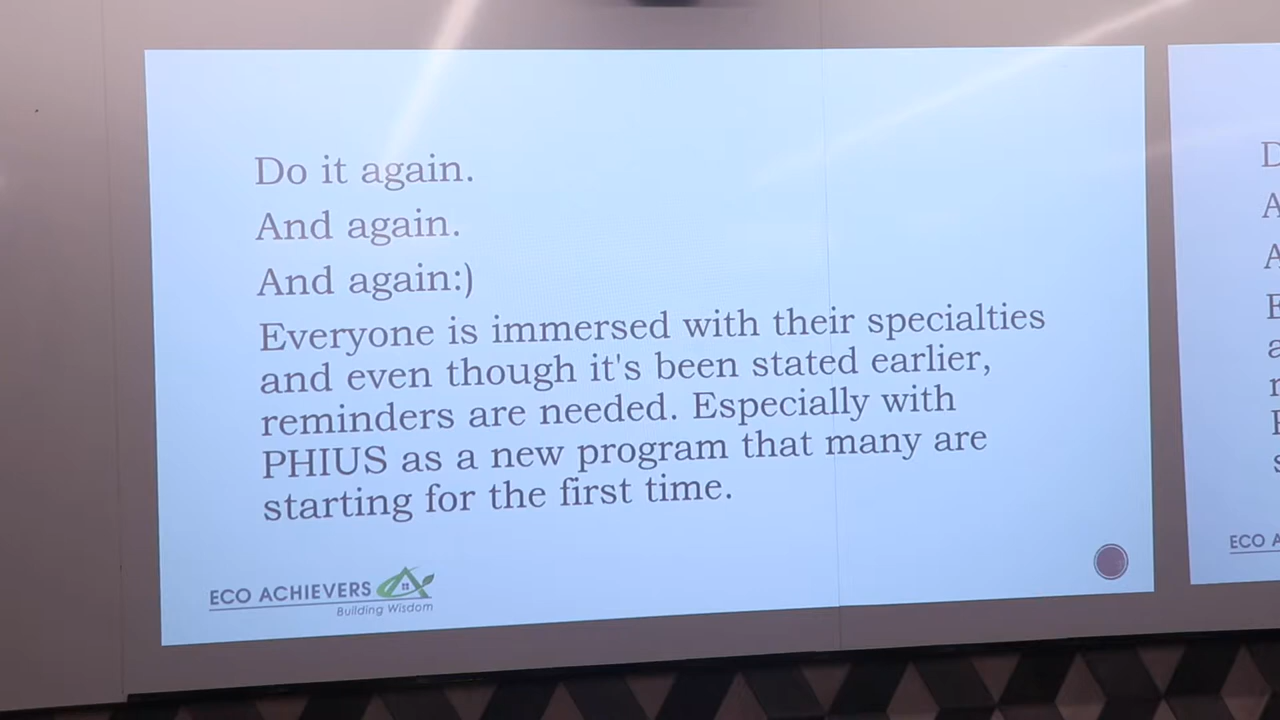 Do it again.
And again.
And again:)
Everyone is immersed with their specialties
and even though it's been stated earlier,
reminders are needed. Especially with
PHIUS as a new program that many are
starting for the first time.
ECO ACHIEVERS
Building Wisdom
D
A
A
E
a
r
P
s
ECO A